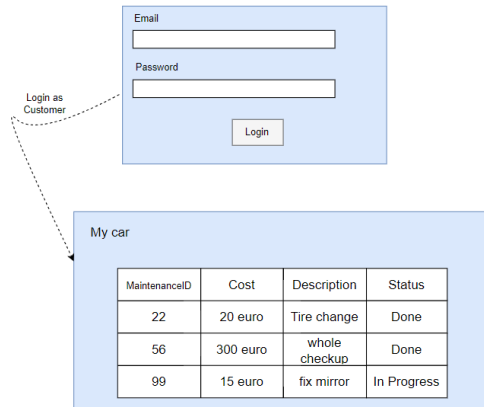 Email
Password
Login as
Customer
Login
My car
MaintenanceID Cost Description Status
22 20 euro Tire change Done
56 300 euro whole checkup Done
99 15 euro fix mirror In Progress